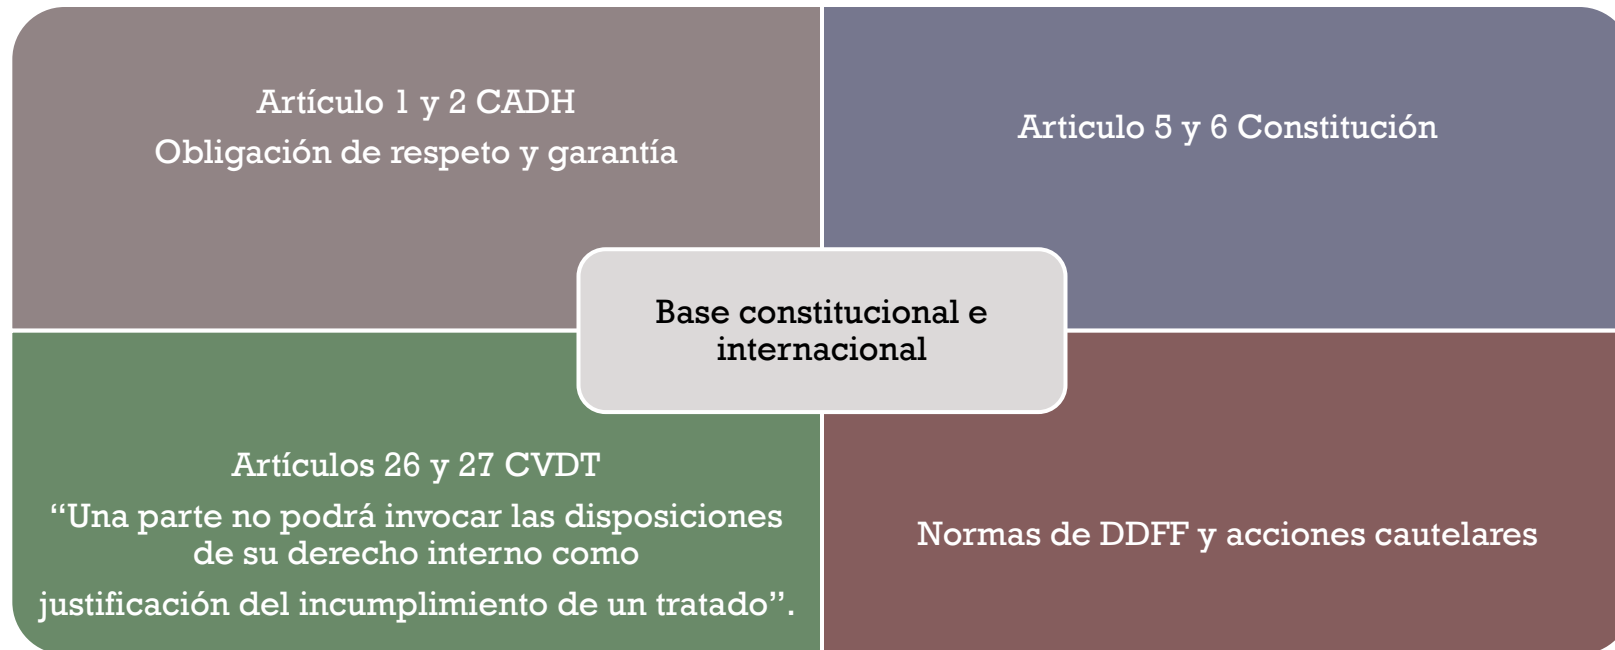 Artículo 1 y 2 CADH
Obligación de respeto y garantía
Articulo 5 y 6 Constitución
Base constitucional e
internacional
Artículos 26 y 27 CVDT
“Una parte no podrá invocar las disposiciones
de su derecho interno como
justificación del incumplimiento de un tratado”.
Normas de DDFF y acciones cautelares